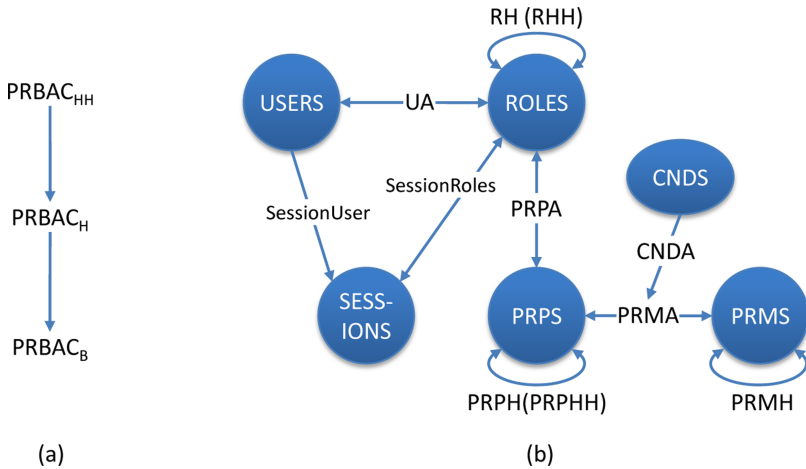 PRBAC_HH
PRBAC_H
PRBAC_B
(a)
RH (RHH)
USERS
UA
ROLES
CNDS
SessionRoles
SessionUser
PRPA
CNDA
SESS-
IONS
PRPS
PRMA
PRMS
PRPH(PRPHH)
PRMH
(b)